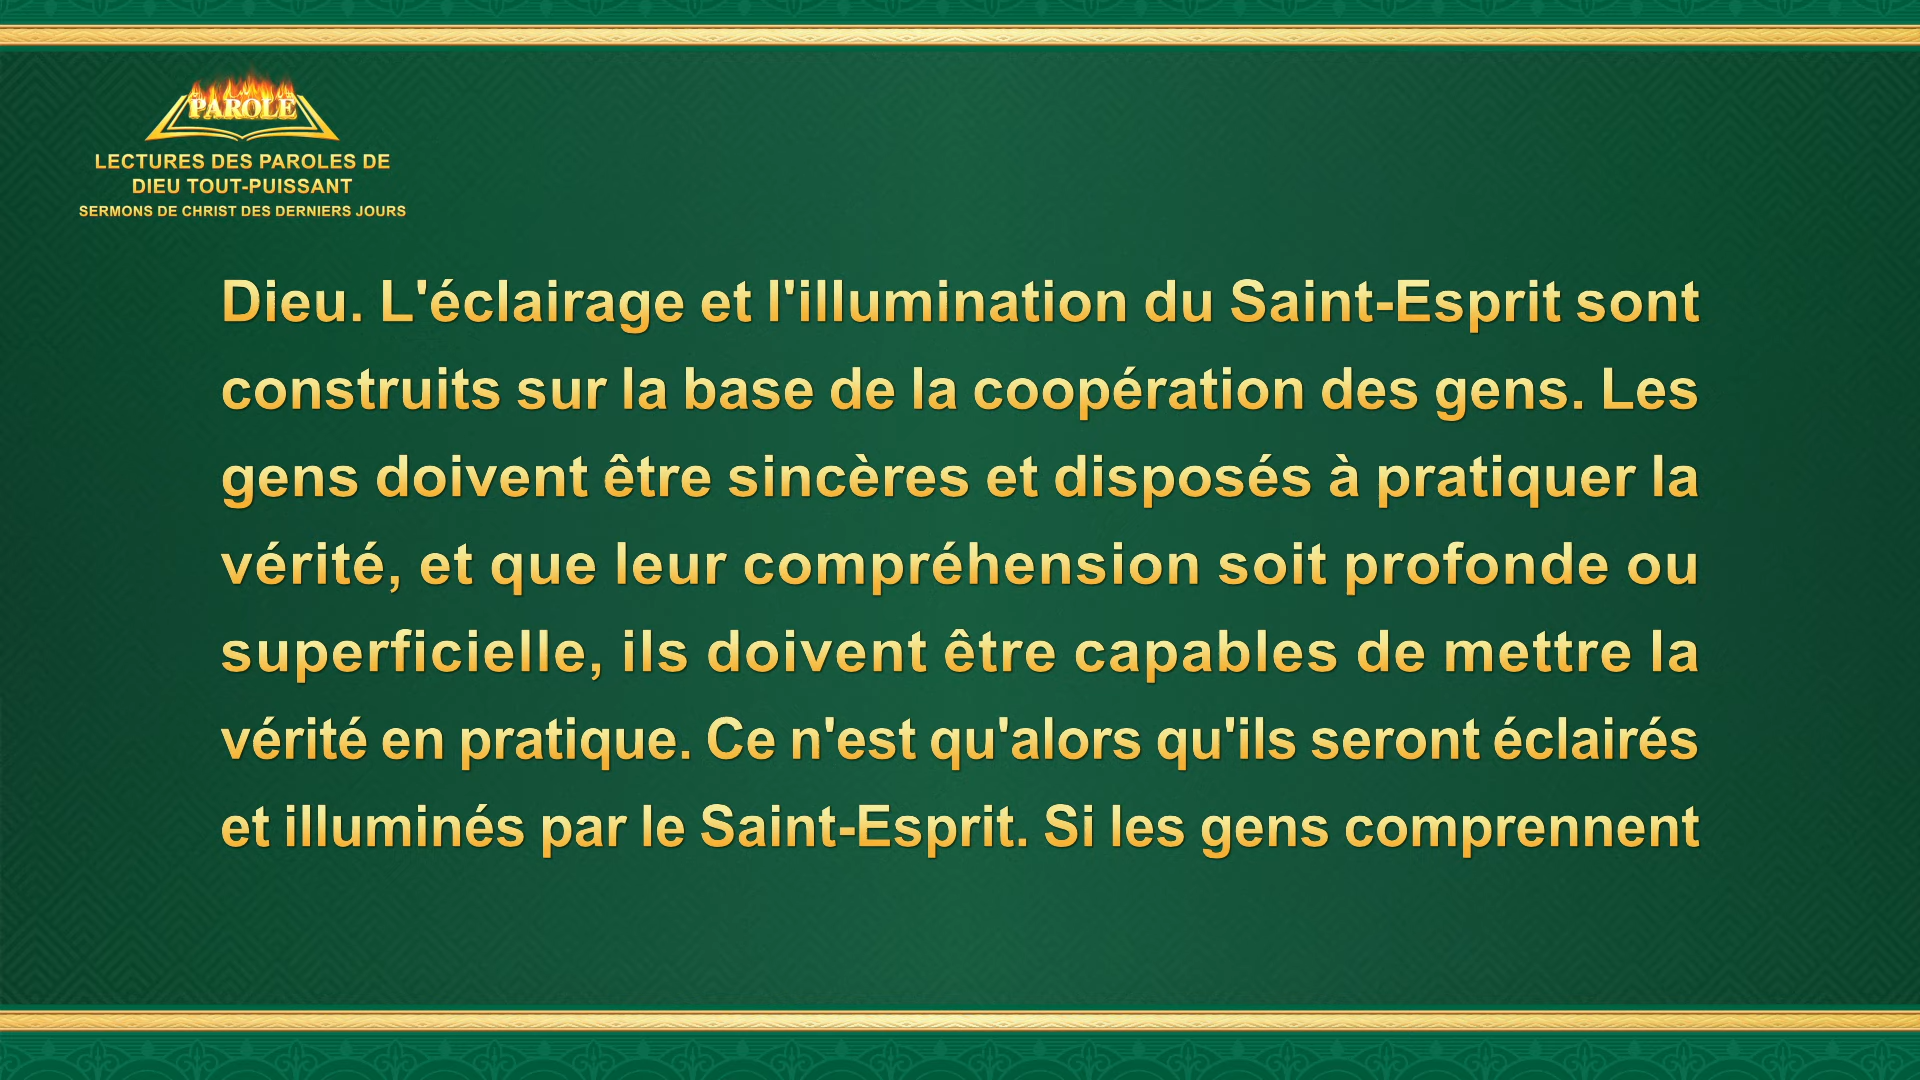 PAROLE
LECTURES DES PAROLES DE
DIEU TOUT-PUISSANT
SERMONS DE CHRIST DES DERNIERS JOURS
Dieu. L'éclairage et l'illumination du Saint-Esprit sont
construits sur la base de la coopération des gens. Les
gens doivent être sincères et disposés à pratiquer la
vérité, et que leur compréhension soit profonde ou
superficielle, ils doivent être capables de mettre la
vérité en pratique. Ce n'est qu'alors qu'ils seront éclairés
et illuminés par le Saint-Esprit. Si les gens comprennent